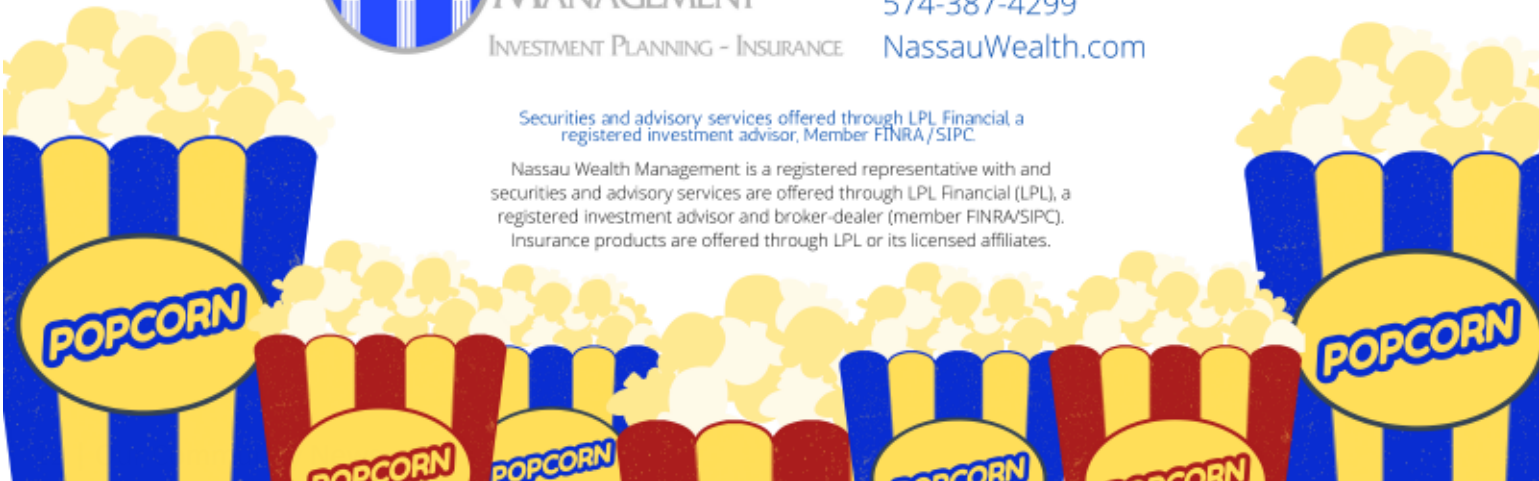 MANAGEMENT
INVESTMENT PLANNING - INSURANCE
574-387-4299
NassauWealth.com
Securities and advisory services offered through LPL Financial, a
registered investment advisor, Member FINRA/SIPC.
Nassau Wealth Management is a registered representative with and
securities and advisory services are offered through LPL Financial (LPL), a
registered investment advisor and broker-dealer (member FINRA/SIPC).
Insurance products are offered through LPL or its licensed affiliates.
POPCORN
POPCORN
POPCORN
POPCORN
POPCORN
POPCORN